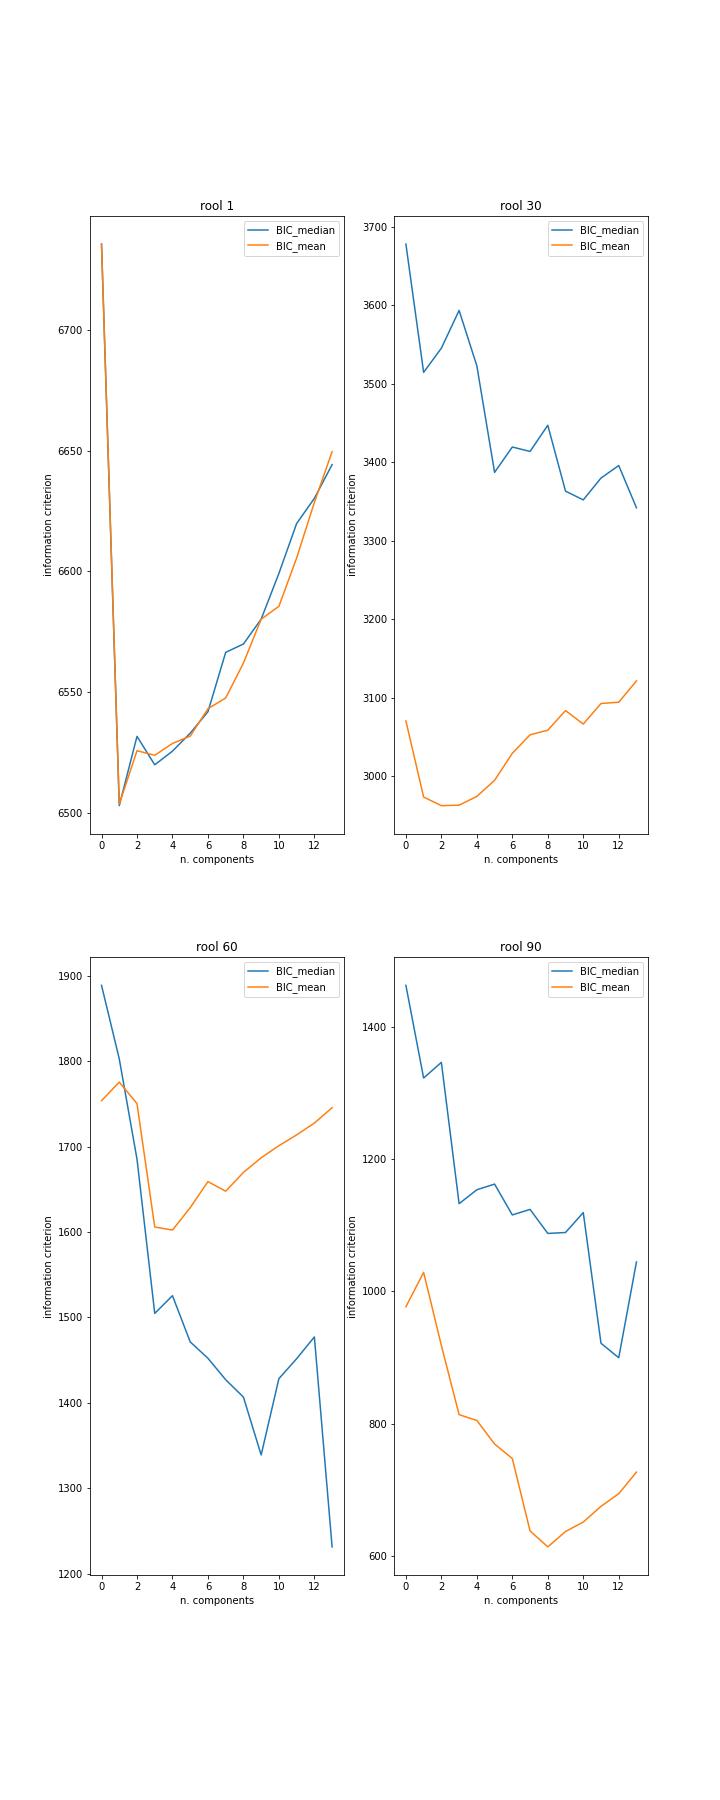 rool 1
BIC_median
BIC_mean
6700
6650
6600
6550
6500
information criterion
0 2 4 6 8 10 12
n. components
rool 30
BIC_median
BIC_mean
3700
3600
3500
3400
3300
3200
3100
3000
information criterion
0 2 4 6 8 10 12
n. components
rool 60
BIC_median
BIC_mean
1900
1800
1700
1600
1500
1400
1300
1200
information criterion
0 2 4 6 8 10 12
n. components
rool 90
BIC_median
BIC_mean
1400
1200
1000
800
600
information criterion
0 2 4 6 8 10 12
n. components